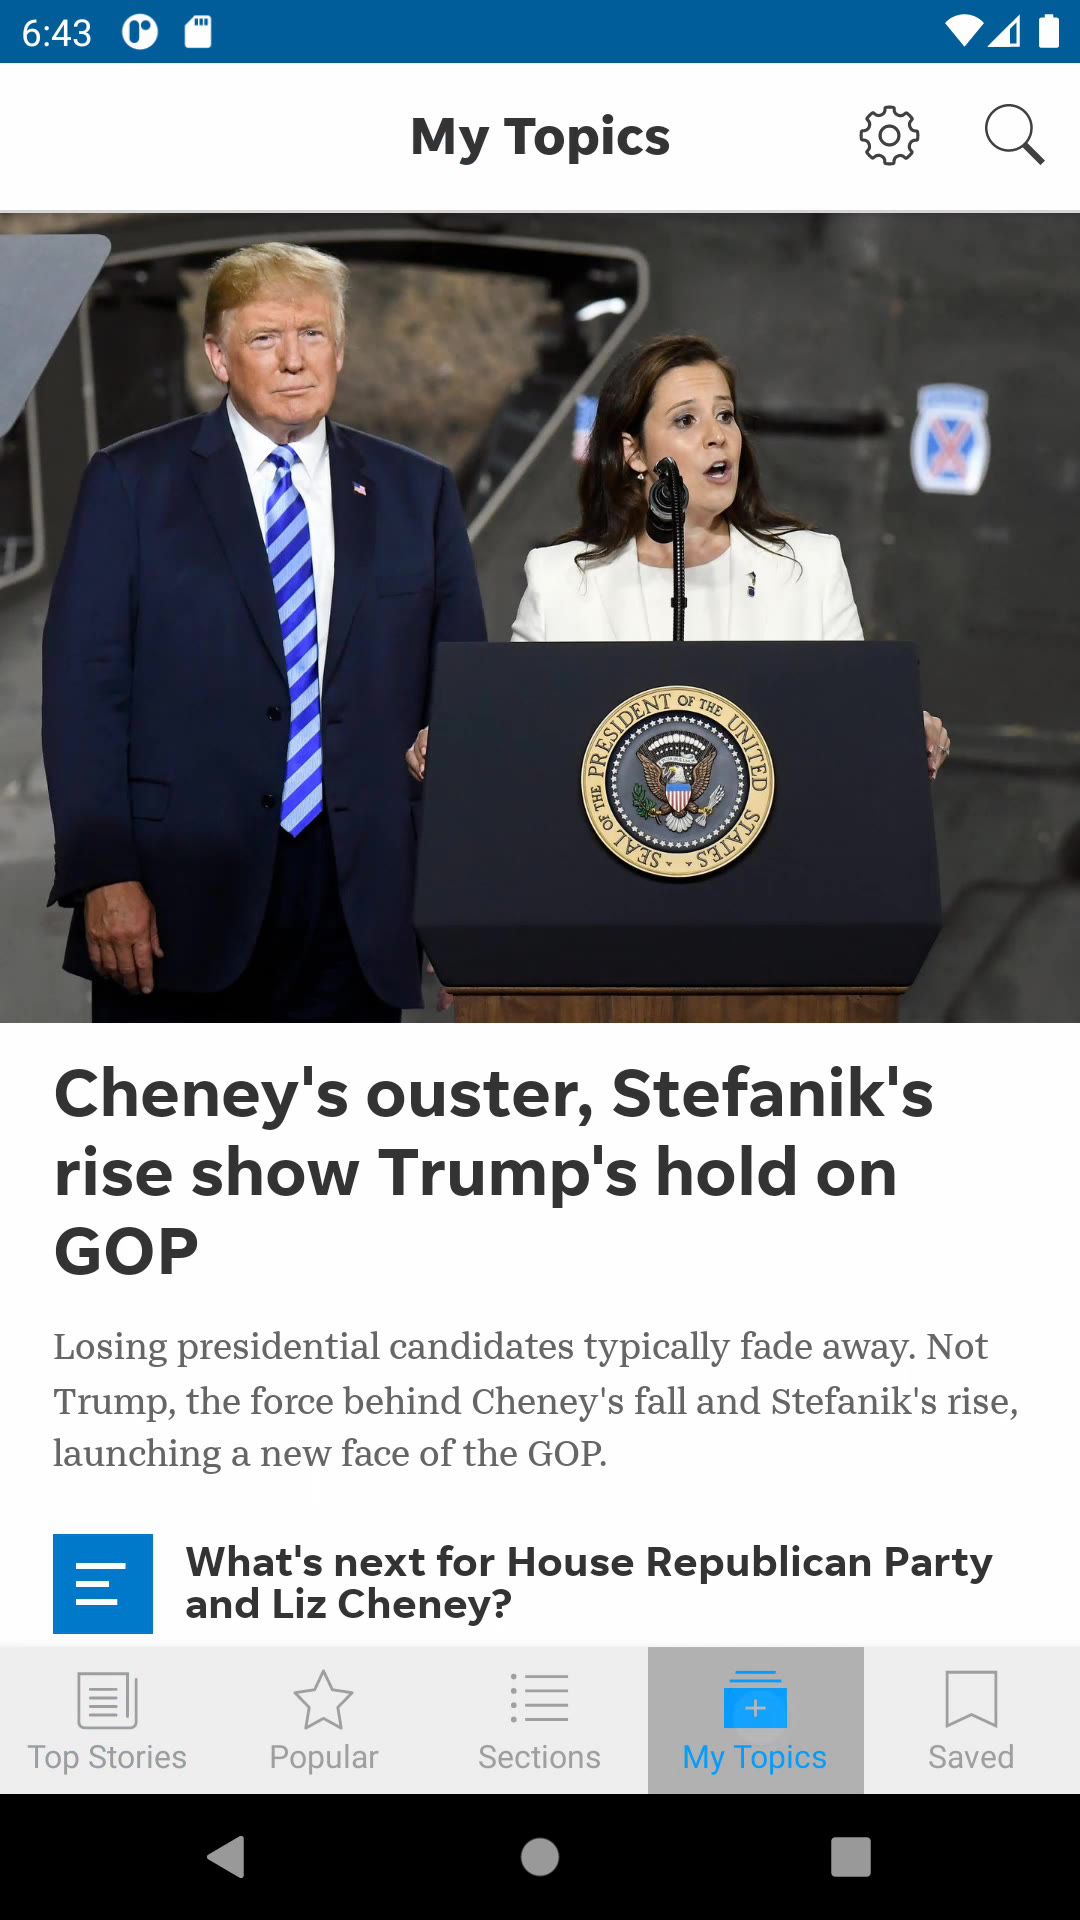 6:43
My Topics
SEAL OF THE PRESIDENT OF THE UNITED STATES
Cheney's ouster, Stefanik's
rise show Trump's hold on
GOP
Losing presidential candidates typically fade away. Not
Trump, the force behind Cheney's fall and Stefanik's rise,
launching a new face of the GOP.
What's next for House Republican Party
and Liz Cheney?
Top Stories
Popular
Sections
My Topics
Saved